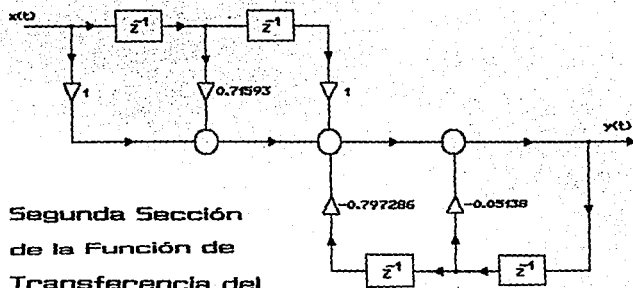 x(t)
z⁻¹
z⁻¹
1
0.71593
1
y(t)
-0.797286
-0.05138
z⁻¹
z⁻¹
Segunda Sección
de la Función de
Transferencia del